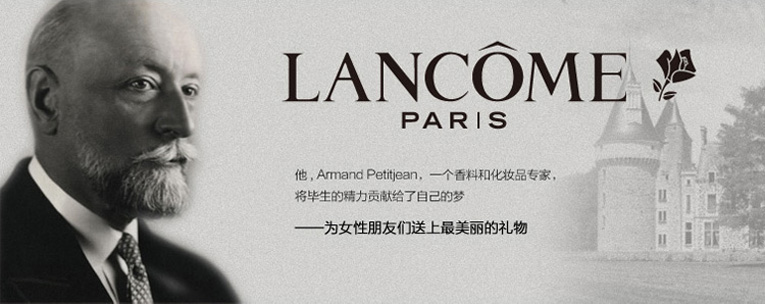 LANCÔME
PARIS
他，Armand Petitjean，一个香料和化妆品专家，
将毕生的精力贡献给了自己的梦
——为女性朋友们送上最美丽的礼物